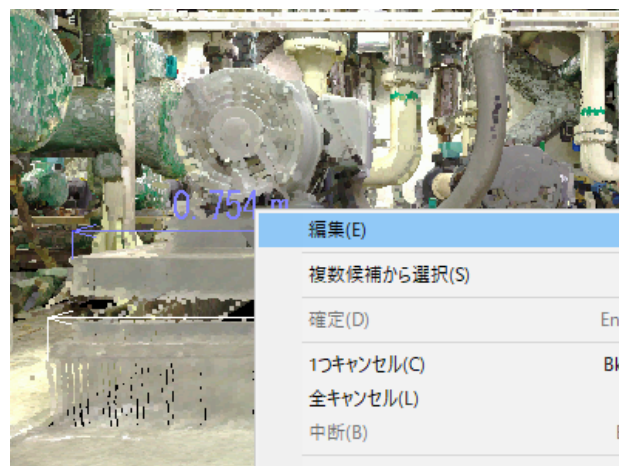 0.754 m
編集(E)
複数候補から選択(S)
確定(D)
1つキャンセル(C)
全キャンセル(L)
中断(B)